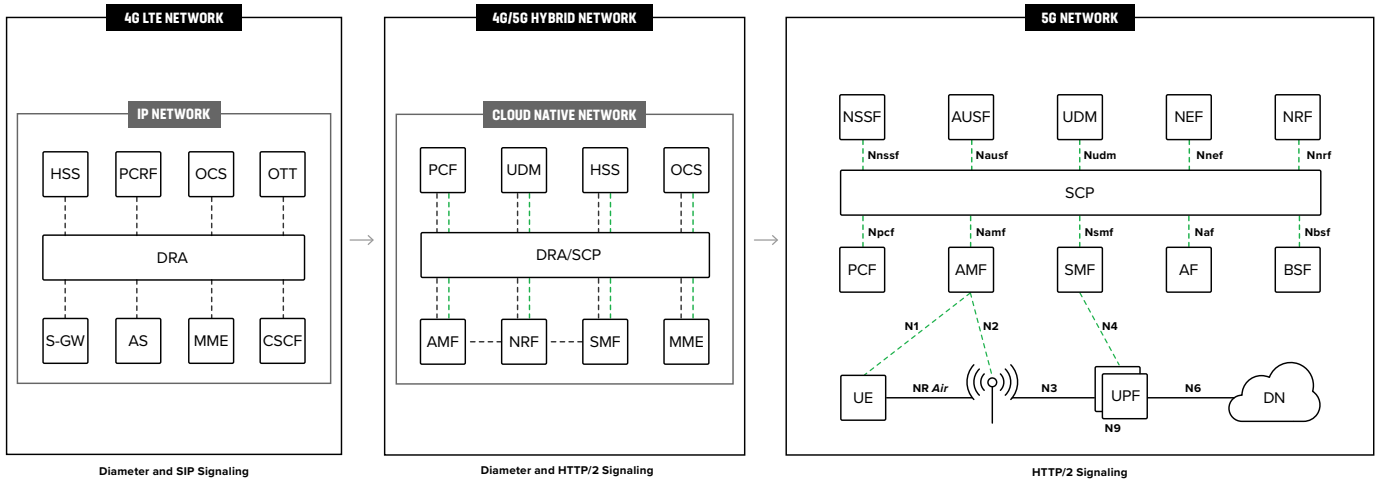 4G LTE NETWORK
IP NETWORK
HSS PCRF OCS OTT
DRA
S-GW AS MME CSCF
Diameter and SIP Signaling
4G/5G HYBRID NETWORK
CLOUD NATIVE NETWORK
PCF UDM HSS OCS
DRA/SCP
AMF NRF SMF MME
Diameter and HTTP/2 Signaling
5G NETWORK
NSSF AUSF UDM NEF NRF
Nnssf Nausf Nudm Nnef Nnrf
SCP
Npcf Namf Nsmf Naf Nbsf
PCF AMF SMF AF BSF
N1 N2 N4
UE NR Air N3 UPF N6 DN
N9
HTTP/2 Signaling